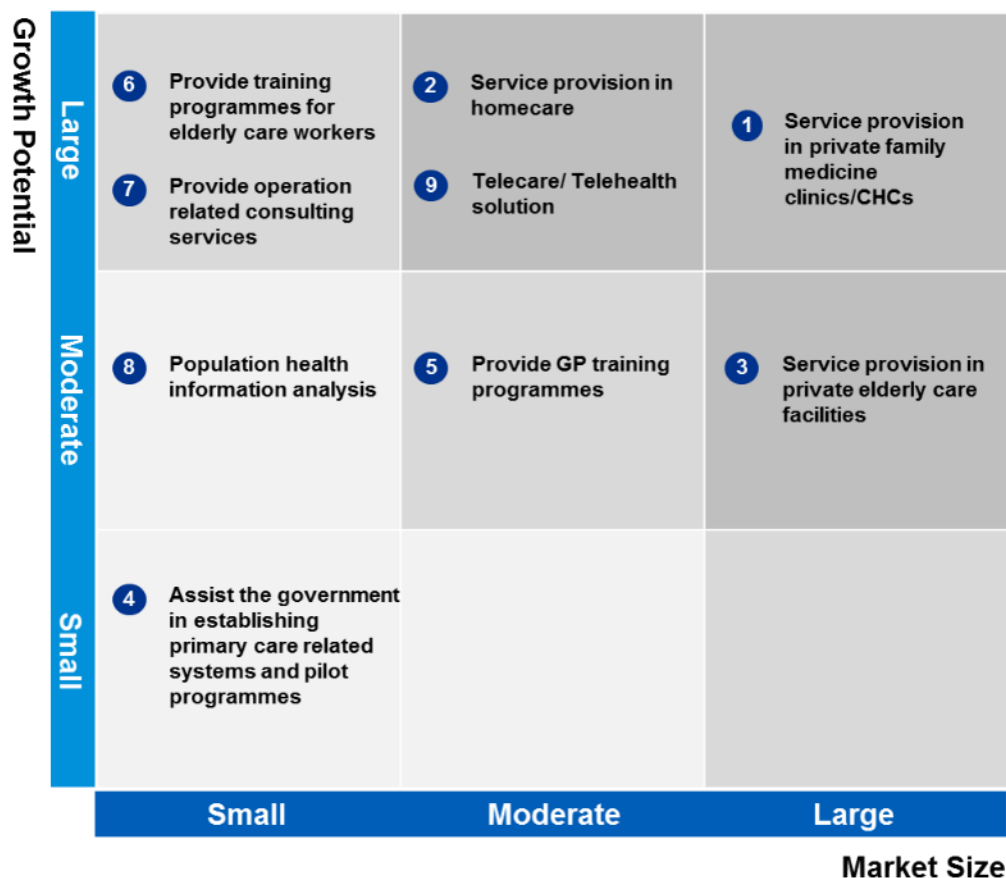 Growth Potential
Large
6
Provide training
programmes for
elderly care workers
7
Provide operation
related consulting
services
2
Service provision in
homecare
9
Telecare/ Telehealth
solution
1
Service provision
in private family
medicine
clinics/CHCs
Moderate
8
Population health
information analysis
5
Provide GP training
programmes
3
Service provision in
private elderly care
facilities
Small
4
Assist the government
in establishing
primary care related
systems and pilot
programmes
Small
Moderate
Large
Market Size